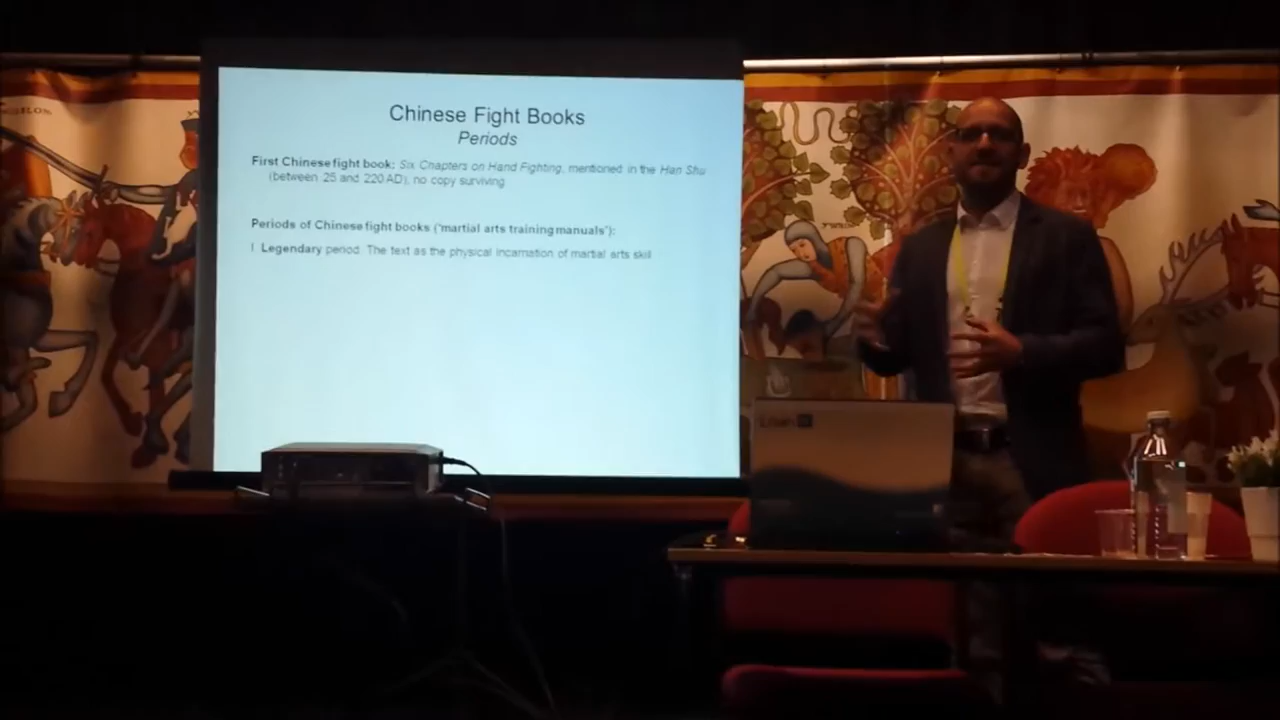 Chinese Fight Books
Periods
First Chinese fight book: Six Chapters on Hand Fighting, mentioned in the Han Shu
(between 25 and 220 AD), no copy surviving
Periods of Chinese fight books ("martial arts training manuals"):
I. Legendary period. The text as the physical incarnation of martial arts skill